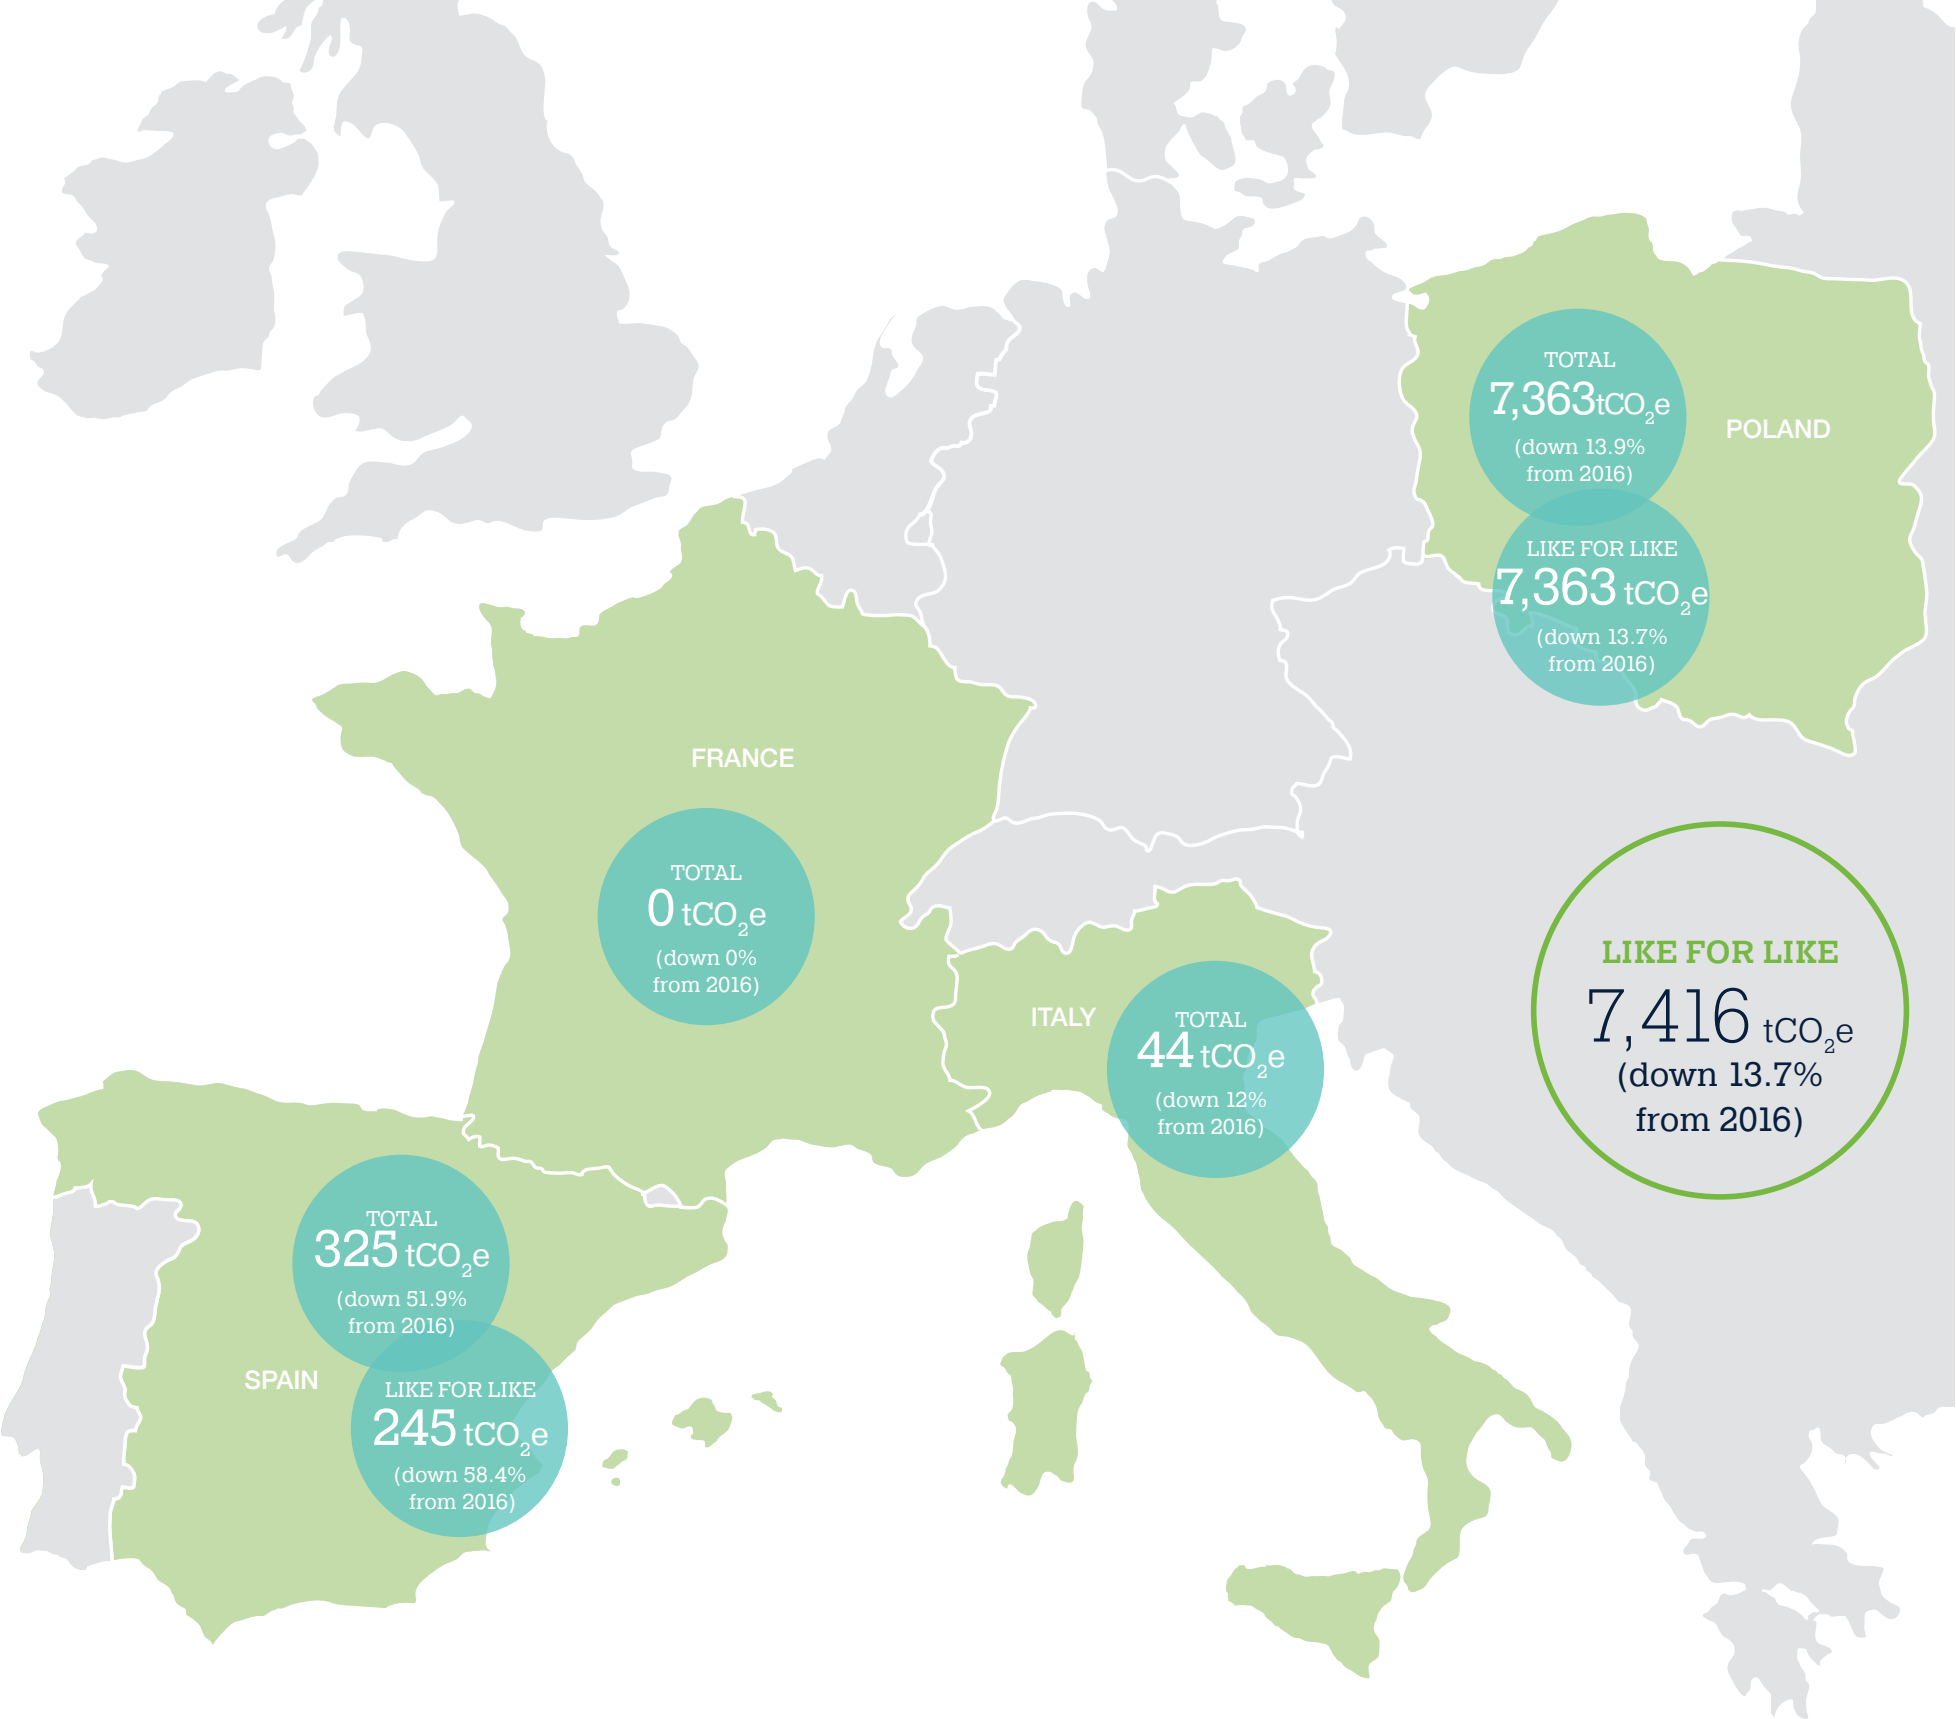 TOTAL
7,363tCO₂e
(down 13.9%
from 2016)
POLAND
LIKE FOR LIKE
7,363 tCO₂e
(down 13.7%
from 2016)
FRANCE
TOTAL
0 tCO₂e
(down 0%
from 2016)
ITALY
TOTAL
44 tCO₂e
(down 12%
from 2016)
LIKE FOR LIKE
7,416 tCO₂e
(down 13.7%
from 2016)
TOTAL
325 tCO₂e
(down 51.9%
from 2016)
SPAIN
LIKE FOR LIKE
245 tCO₂e
(down 58.4%
from 2016)